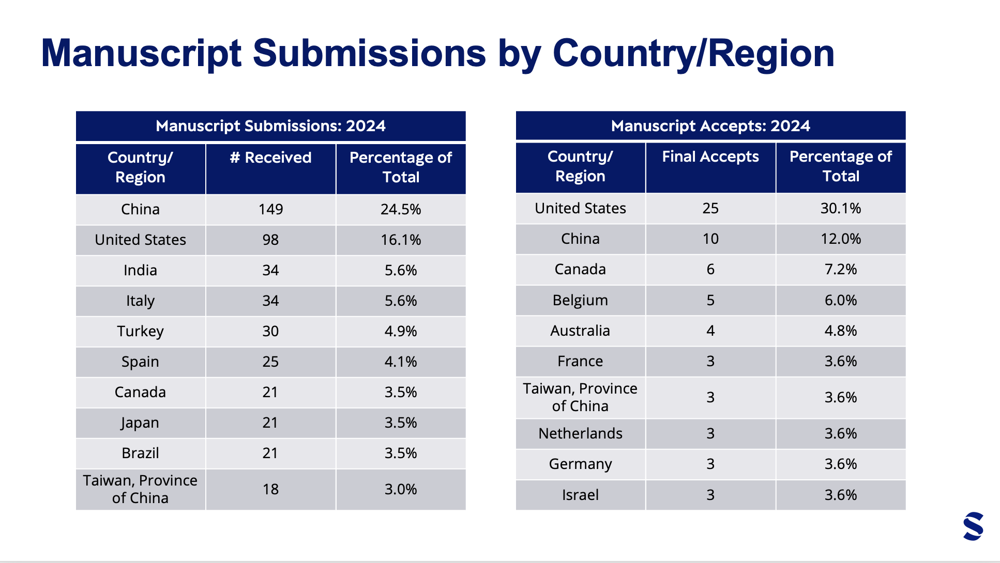 Manuscript Submissions by Country/Region
Manuscript Submissions: 2024
Country/
Region
# Received
Percentage of
Total
China
149
24.5%
United States
98
16.1%
India
34
5.6%
Italy
34
5.6%
Turkey
30
4.9%
Spain
25
4.1%
Canada
21
3.5%
Japan
21
3.5%
Brazil
21
3.5%
Taiwan, Province
of China
18
3.0%
Manuscript Accepts: 2024
Country/
Region
Final Accepts
Percentage of
Total
United States
25
30.1%
China
10
12.0%
Canada
6
7.2%
Belgium
5
6.0%
Australia
4
4.8%
France
3
3.6%
Taiwan, Province
of China
3
3.6%
Netherlands
3
3.6%
Germany
3
3.6%
Israel
3
3.6%
S